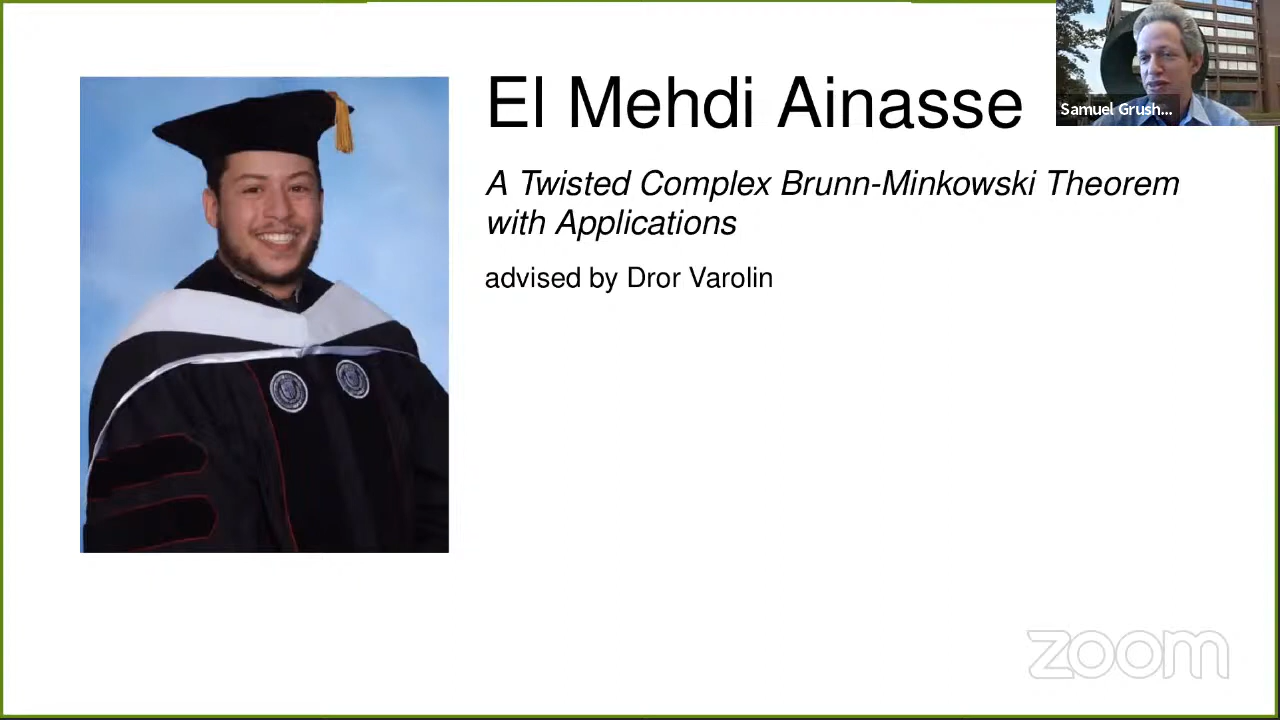 El Mehdi Ainasse
Samuel Grush...
A Twisted Complex Brunn-Minkowski Theorem
with Applications
advised by Dror Varolin
zoom